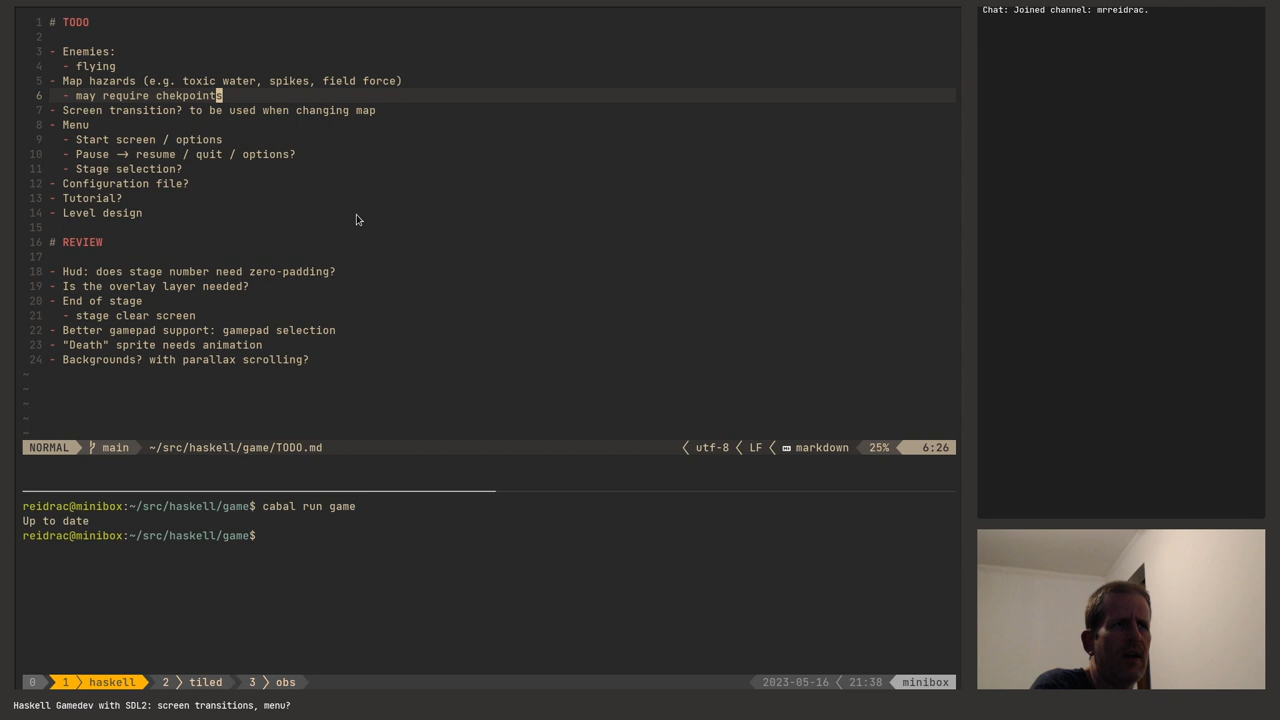 1 # TODO
2
3 - Enemies:
4   - flying
5 - Map hazards (e.g. toxic water, spikes, field force)
6   - may require chekpoints
7 - Screen transition? to be used when changing map
8 - Menu
9   - Start screen / options
10   - Pause → resume / quit / options?
11   - Stage selection?
12 - Configuration file?
13 - Tutorial?
14 - Level design
15
16 # REVIEW
17
18 - Hud: does stage number need zero-padding?
19 - Is the overlay layer needed?
20 - End of stage
21   - stage clear screen
22 - Better gamepad support: gamepad selection
23 - "Death" sprite needs animation
24 - Backgrounds? with parallax scrolling?
~
~
~
~
~
NORMAL main ~/src/haskell/game/TODO.md utf-8 LF markdown 25% 6:26
reidrac@minibox:~/src/haskell/game$ cabal run game
Up to date
reidrac@minibox:~/src/haskell/game$
0 1 haskell 2 tiled 3 obs 2023-05-16 21:38 minibox
Haskell Gamedev with SDL2: screen transitions, menu?
Chat: Joined channel: mrreidrac.